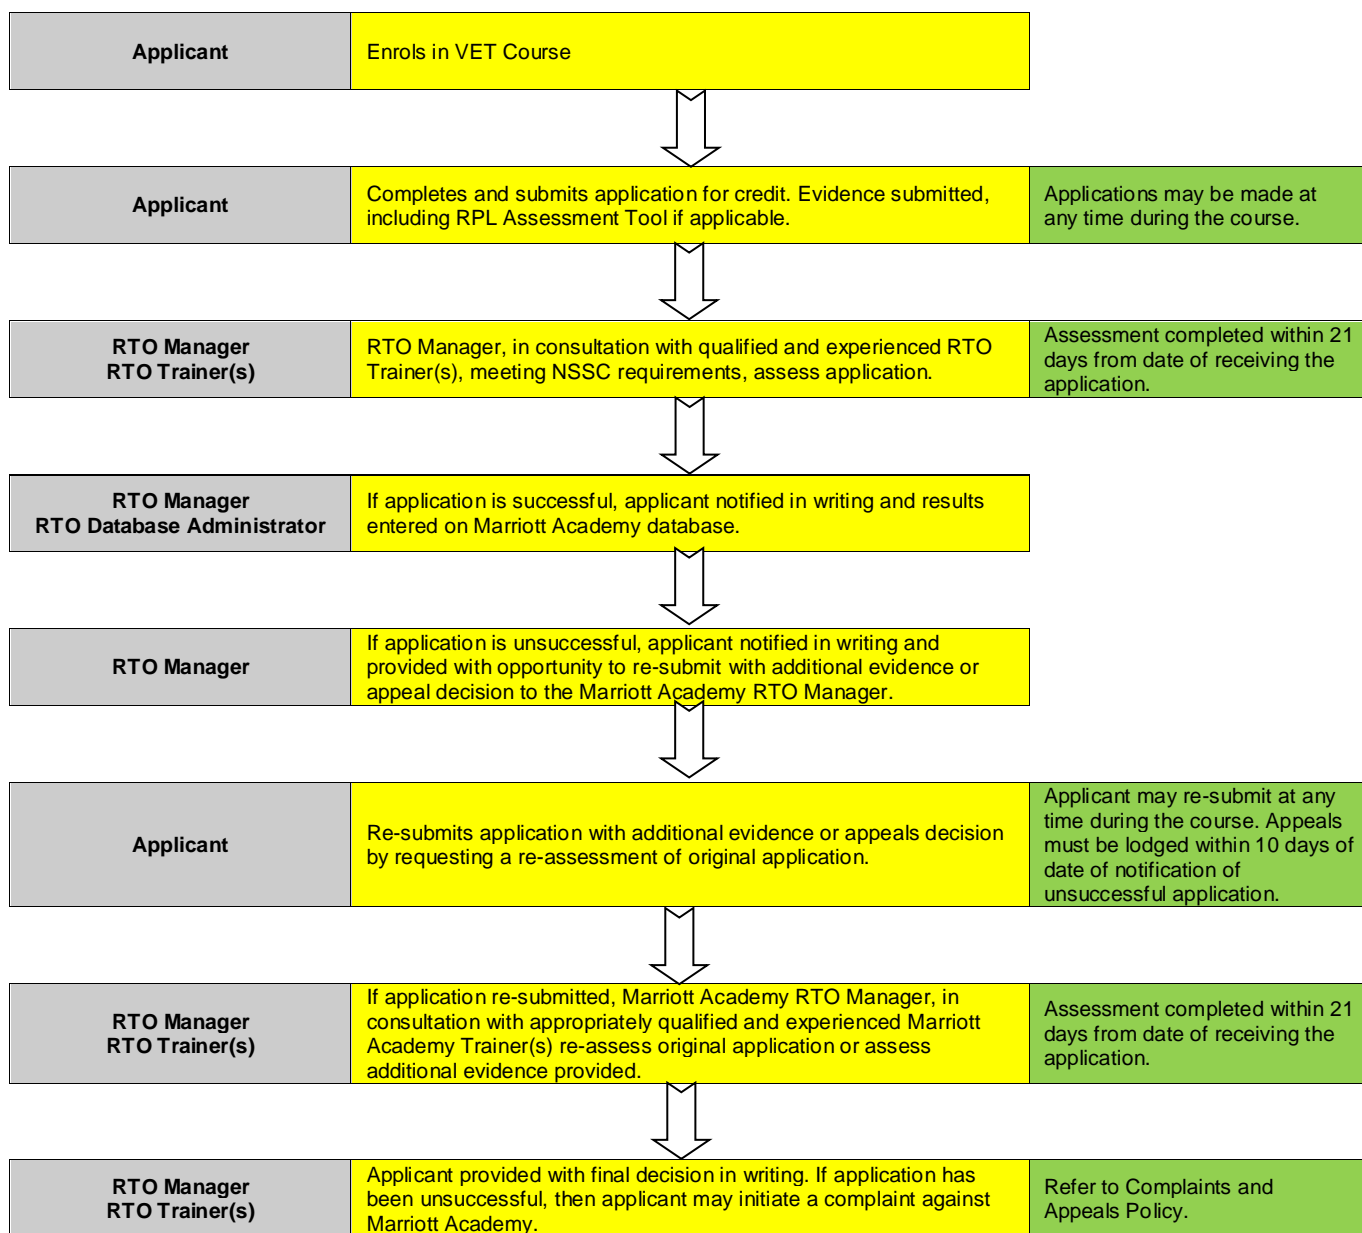 Applicant
Enrols in VET Course
Applicant
Completes and submits application for credit. Evidence submitted,
including RPL Assessment Tool if applicable.
Applications may be made at
any time during the course.
RTO Manager
RTO Trainer(s)
RTO Manager, in consultation with qualified and experienced RTO
Trainer(s), meeting NSSC requirements, assess application.
Assessment completed within 21
days from date of receiving the
application.
RTO Manager
RTO Database Administrator
If application is successful, applicant notified in writing and results
entered on Marriott Academy database.
RTO Manager
If application is unsuccessful, applicant notified in writing and
provided with opportunity to re-submit with additional evidence or
appeal decision to the Marriott Academy RTO Manager.
Applicant
Re-submits application with additional evidence or appeals decision
by requesting a re-assessment of original application.
Applicant may re-submit at any
time during the course. Appeals
must be lodged within 10 days of
date of notification of
unsuccessful application.
RTO Manager
RTO Trainer(s)
If application re-submitted, Marriott Academy RTO Manager, in
consultation with appropriately qualified and experienced Marriott
Academy Trainer(s) re-assess original application or assess
additional evidence provided.
Assessment completed within 21
days from date of receiving the
application.
RTO Manager
RTO Trainer(s)
Applicant provided with final decision in writing. If application has
been unsuccessful, then applicant may initiate a complaint against
Marriott Academy.
Refer to Complaints and
Appeals Policy.